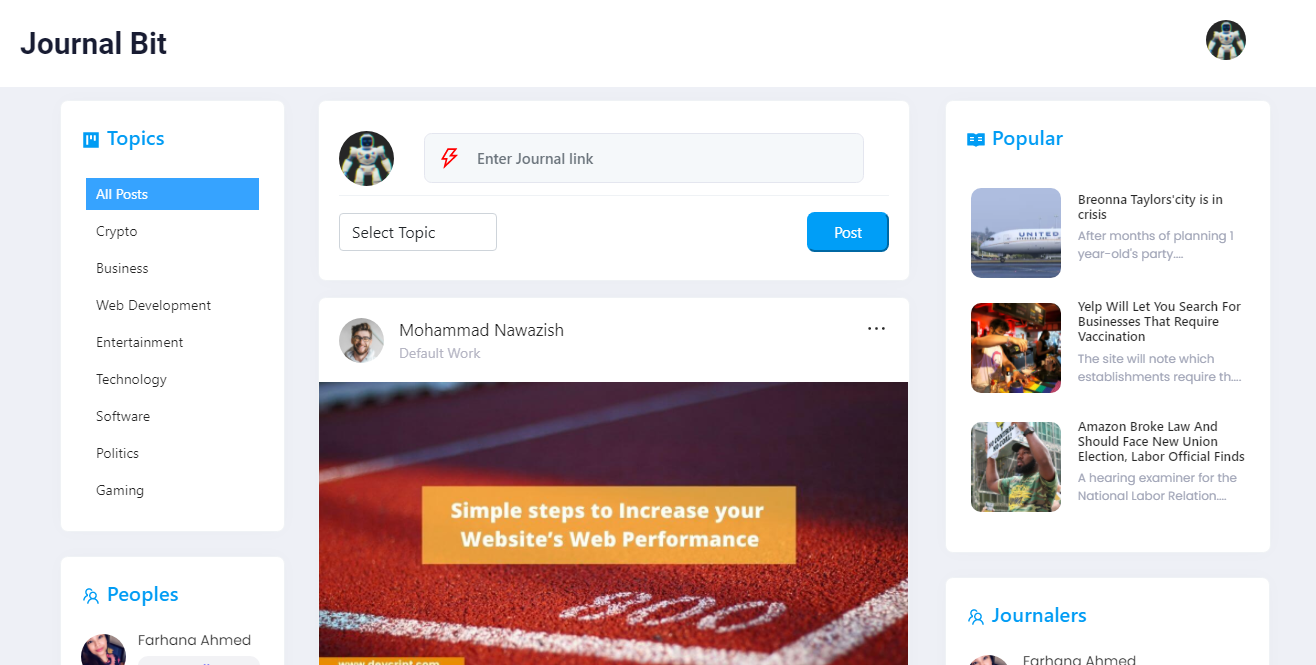 Journal Bit
Topics
All Posts
Crypto
Business
Web Development
Entertainment
Technology
Software
Politics
Gaming
Peoples
Farhana Ahmed
Enter Journal link
Select Topic
Post
Mohammad Nawazish
Default Work
Simple steps to Increase your
Website's Web Performance
Popular
Breonna Taylors'city is in
crisis
After months of planning 1
year-old's party....
UNITED
Yelp Will Let You Search For
Businesses That Require
Vaccination
The site will note which
establishments require th....
Amazon Broke Law And
Should Face New Union
Election, Labor Official Finds
A hearing examiner for the
National Labor Relation....
Journalers
Farhana Ahmed